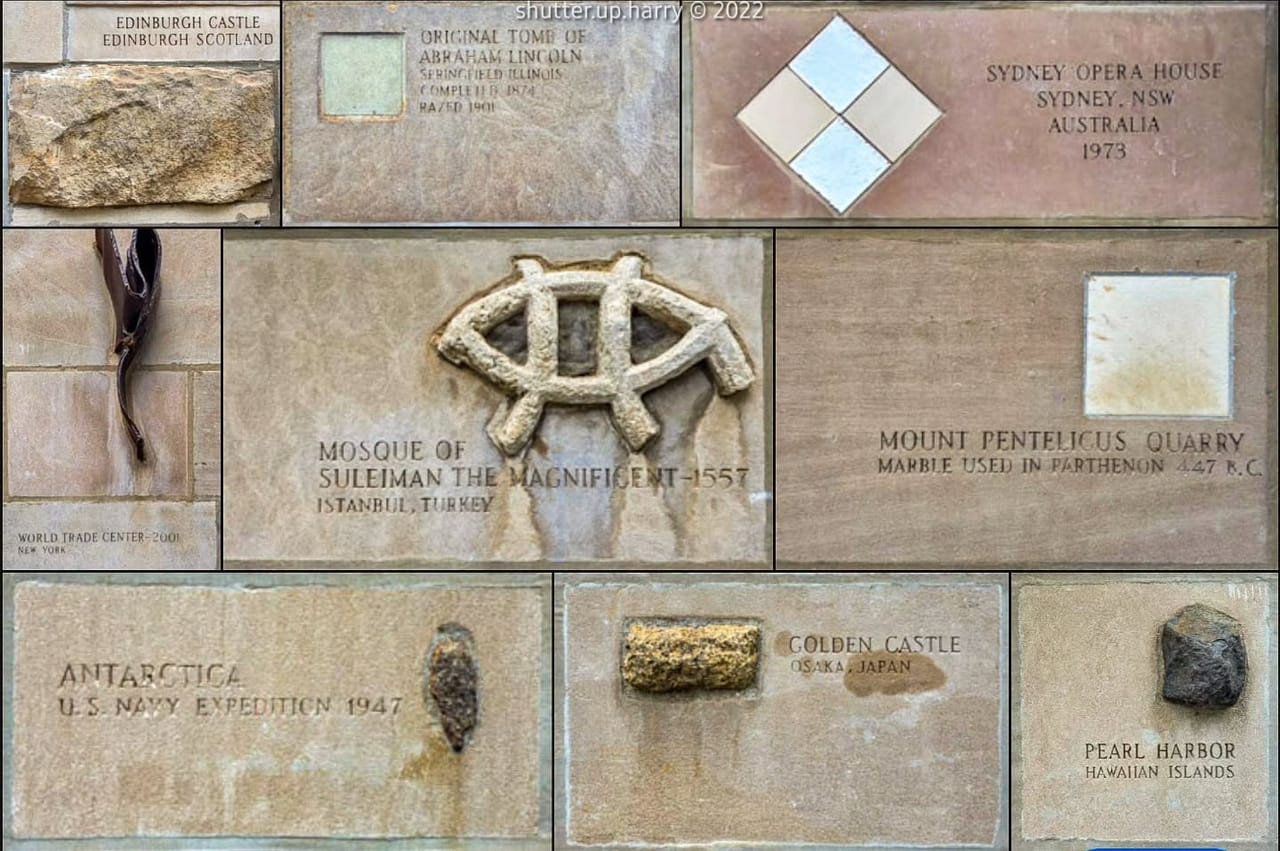 shutter.up.harry © 2022
EDINBURGH CASTLE
EDINBURGH SCOTLAND
ORIGINAL TOMB OF
ABRAHAM LINCOLN
SPRINGFIELD ILLINOIS
COMPLETED 1874
RAZED 1901
SYDNEY OPERA HOUSE
SYDNEY, NSW
AUSTRALIA
1973
WORLD TRADE CENTER-2001
NEW YORK
MOSQUE OF
SULEIMAN THE MAGNIFICENT-1557
ISTANBUL, TURKEY
MOUNT PENTELICUS QUARRY
MARBLE USED IN PARTHENON 447 B.C.
ANTARCTICA
U.S. NAVY EXPEDITION 1947
GOLDEN CASTLE
OSAKA, JAPAN
PEARL HARBOR
HAWAIIAN ISLANDS